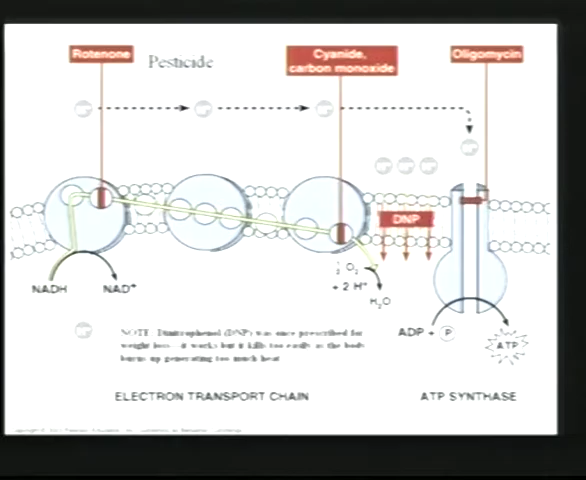 Rotenone
Pesticide
Cyanide,
carbon monoxide
Oligomycin
DNP
½ O₂
+ 2 H⁺
H₂O
NADH
NAD⁺
ADP + P
ATP
NOTE: Dinitrophenol (DNP) was once prescribed for
weight loss - it works but it kills too easily as the body
burns up generating too much heat
ELECTRON TRANSPORT CHAIN
ATP SYNTHASE